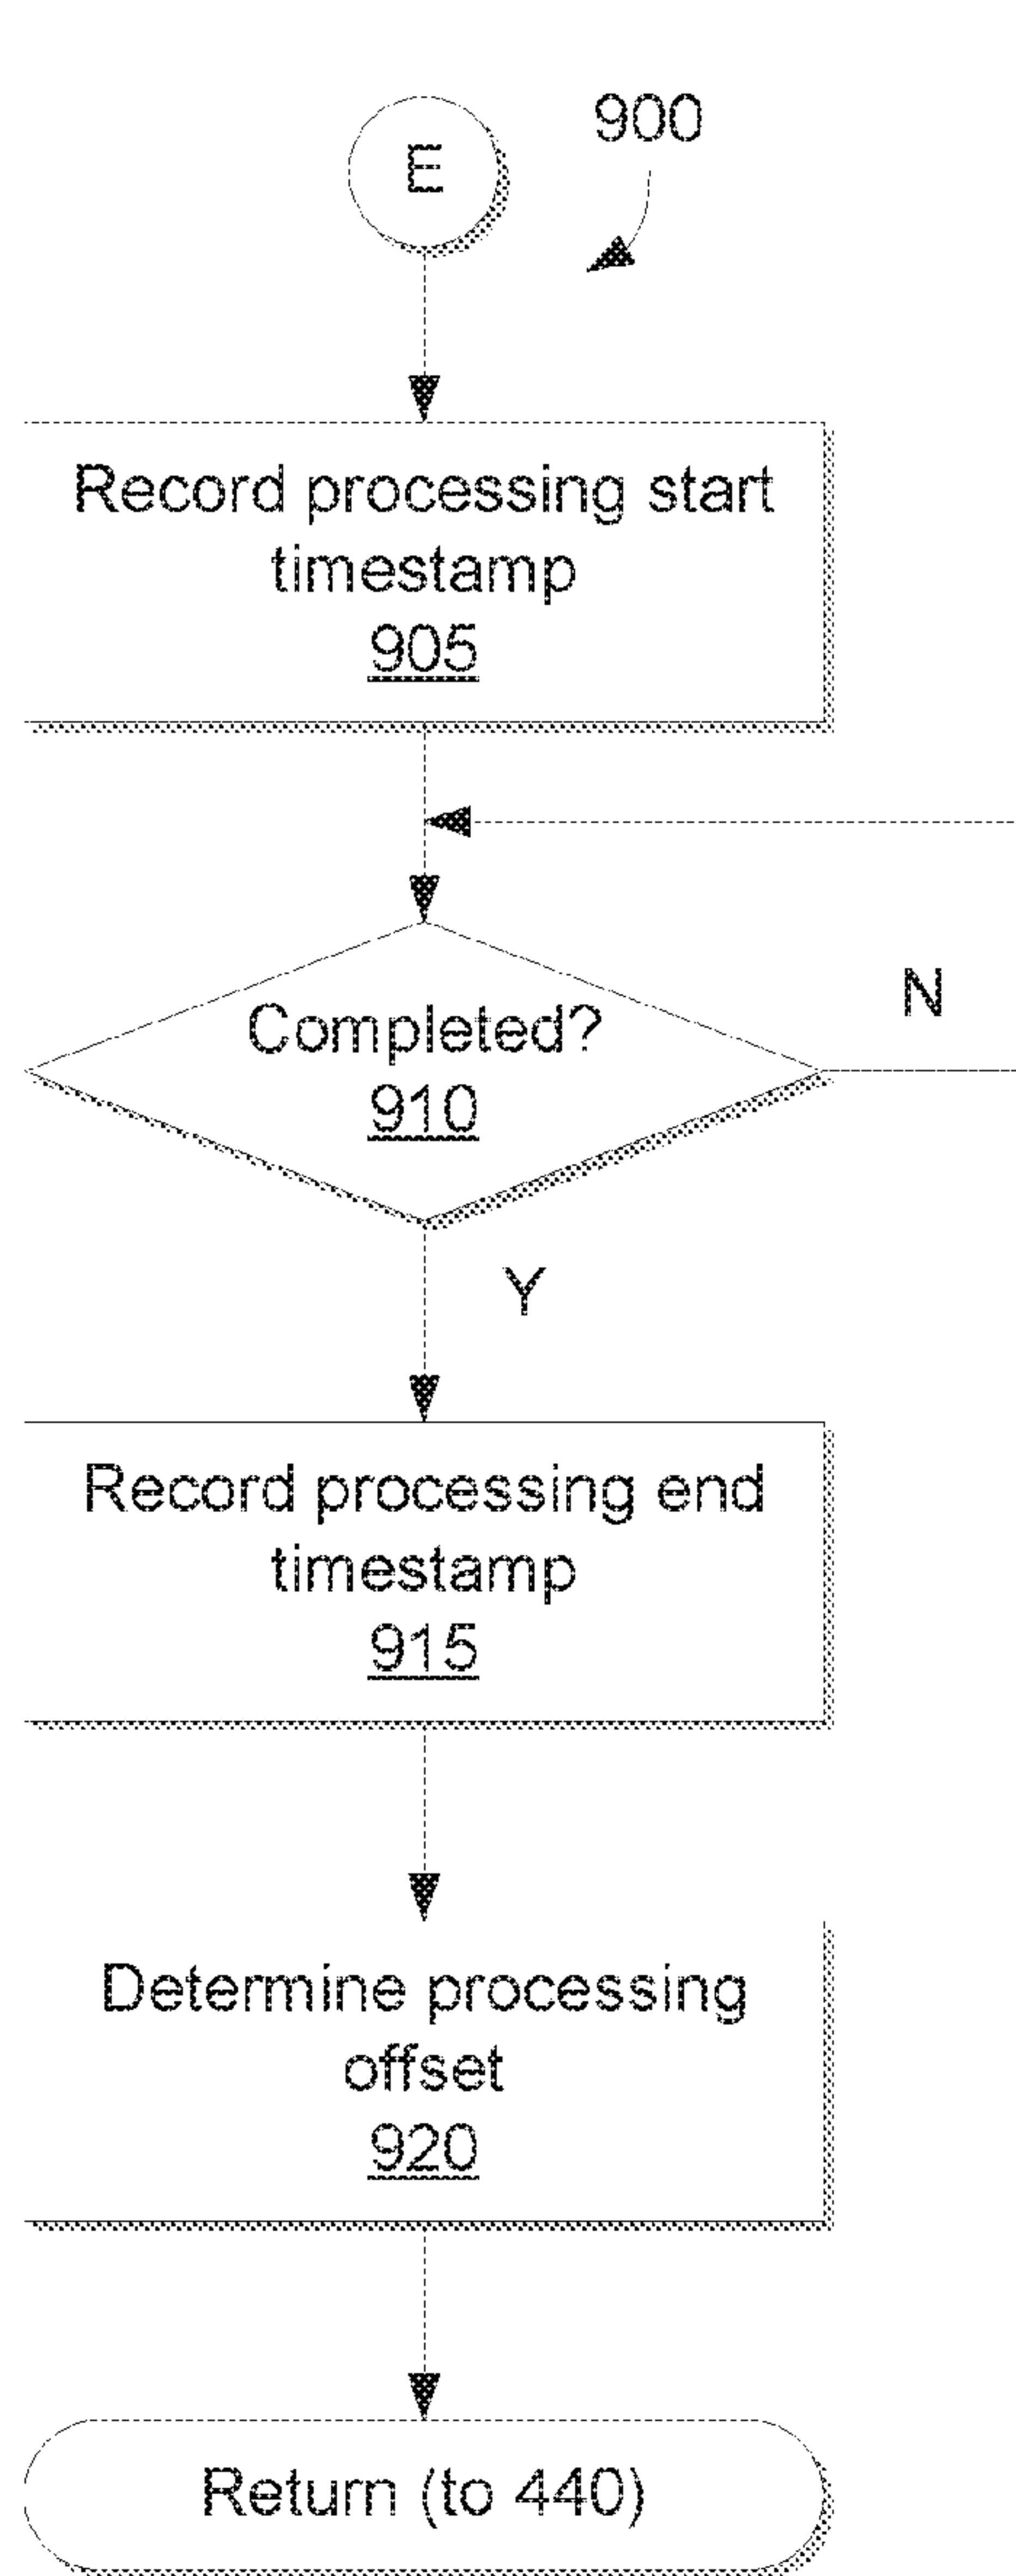 E
900
Record processing start
timestamp
905
Completed?
910
N
Y
Record processing end
timestamp
915
Determine processing
offset
920
Return (to 440)